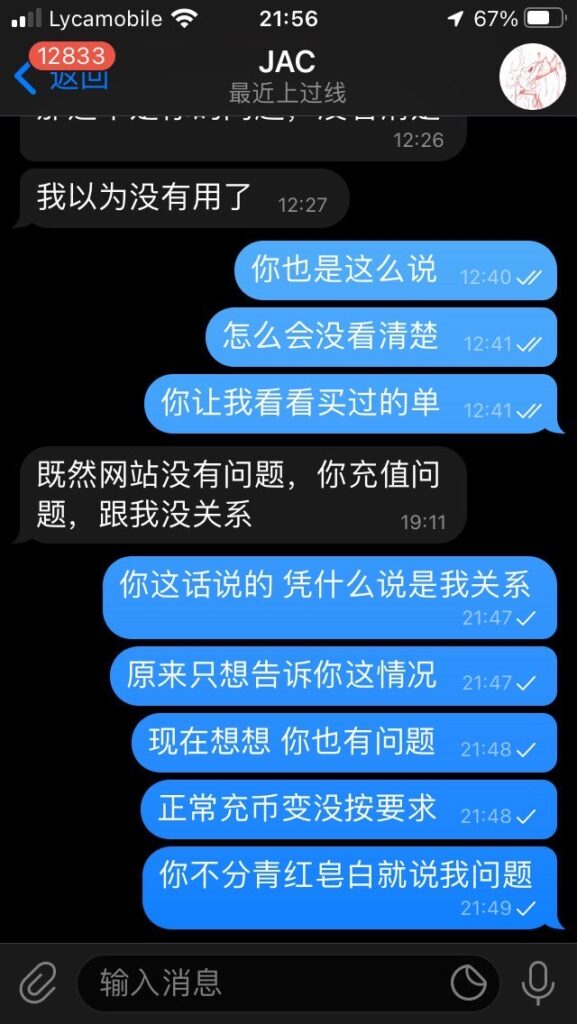 Lycamobile 21:56 67%
12833
返回
JAC
最近上过线
12:26
我以为没有用了 12:27
你也是这么说 12:40
怎么会没看清楚 12:41
你让我看看买过的单 12:41
既然网站没有问题，你充值问
题，跟我没关系 19:11
你这话说的 凭什么说是我关系
21:47
原来只想告诉你这情况 21:47
现在想想 你也有问题 21:48
正常充币变没按要求 21:48
你不分青红皂白就说我问题
21:49
输入消息